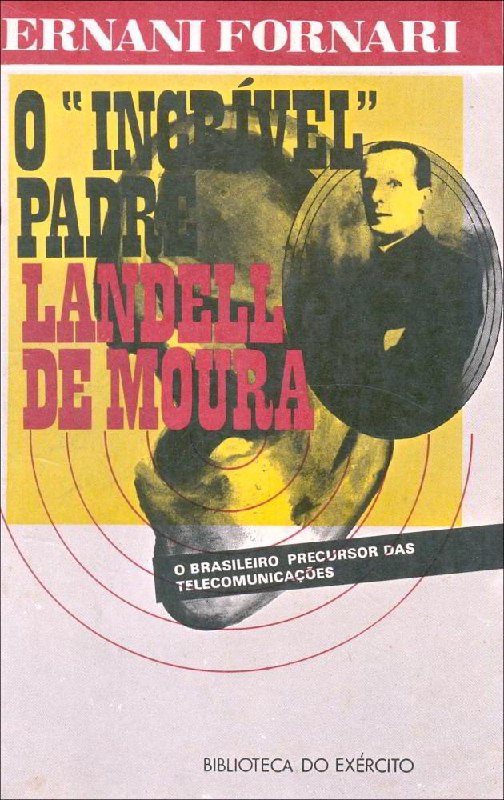 ERNANI FORNARI
O "INCRÍVEL"
PADRE
LANDELL
DE MOURA
O BRASILEIRO PRECURSOR DAS
TELECOMUNICAÇÕES
BIBLIOTECA DO EXÉRCITO